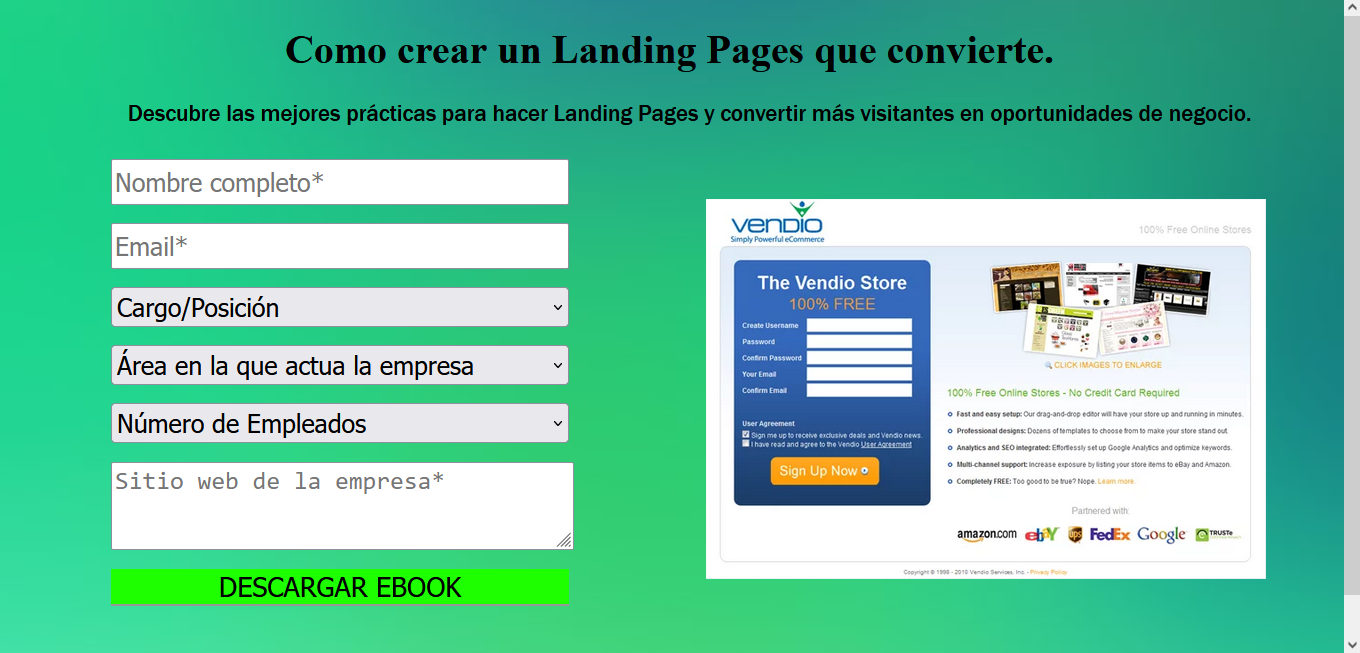 Como crear un Landing Pages que convierte.
Descubre las mejores prácticas para hacer Landing Pages y convertir más visitantes en oportunidades de negocio.
Nombre completo*
Email*
Cargo/Posición
Área en la que actua la empresa
Número de Empleados
Sitio web de la empresa*
DESCARGAR EBOOK
vendio
Simply Powerful eCommerce
100% Free Online Stores
The Vendio Store
100% FREE
Create Username
Password
Confirm Password
Your Email
Confirm Email
User Agreement
Sign me up to receive exclusive deals and Vendio news.
I have read and agree to the Vendio User Agreement
Sign Up Now
CLICK IMAGES TO ENLARGE
100% Free Online Stores - No Credit Card Required
Fast and easy setup: Our drag-and-drop editor will have your store up and running in minutes.
Professional designs: Dozens of templates to choose from to make your store stand out.
Analytics and SEO integrated: Effortlessly set up Google Analytics and optimize keywords.
Multi-channel support: Increase exposure by listing your store items to eBay and Amazon.
Completely FREE: Too good to be true? Nope. Learn more.
Partnered with:
amazon.com ebY ups FedEx Google TRUSTe
Copyright © 1998 - 2010 Vendio Services, Inc. - Privacy Policy